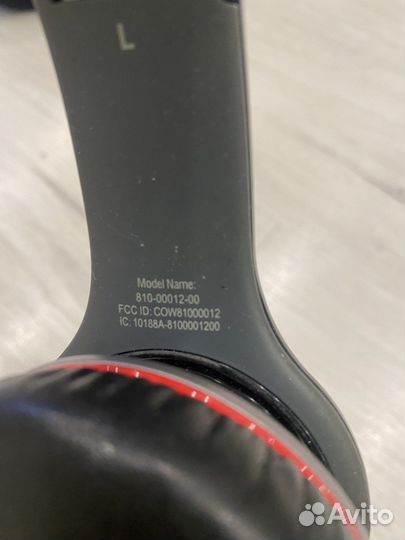 L
Model Name:
810-00012-00
FCC ID: COW81000012
IC: 10188A-8100001200
Avito